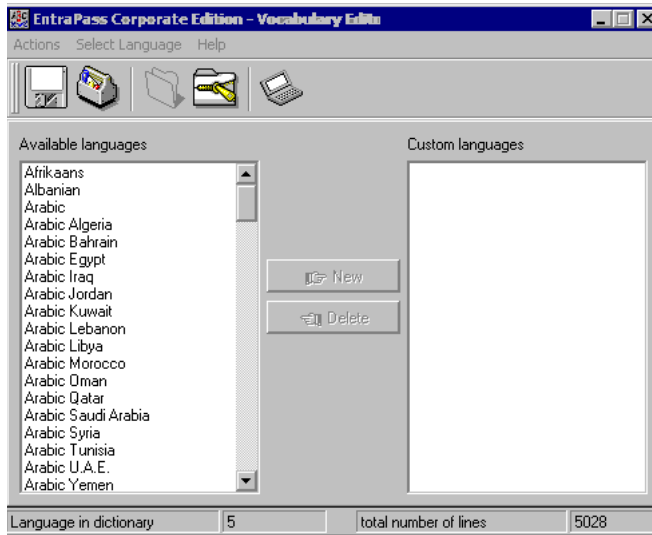 EntraPass Corporate Edition - Vocabulary
Actions Select Language Help
Available languages
Custom languages
Afrikaans
Albanian
Arabic
Arabic Algeria
Arabic Bahrain
Arabic Egypt
Arabic Iraq
Arabic Jordan
Arabic Kuwait
Arabic Lebanon
Arabic Libya
Arabic Morocco
Arabic Oman
Arabic Qatar
Arabic Saudi Arabia
Arabic Syria
Arabic Tunisia
Arabic U.A.E.
Arabic Yemen
New
Delete
Language in dictionary 5 total number of lines 5028